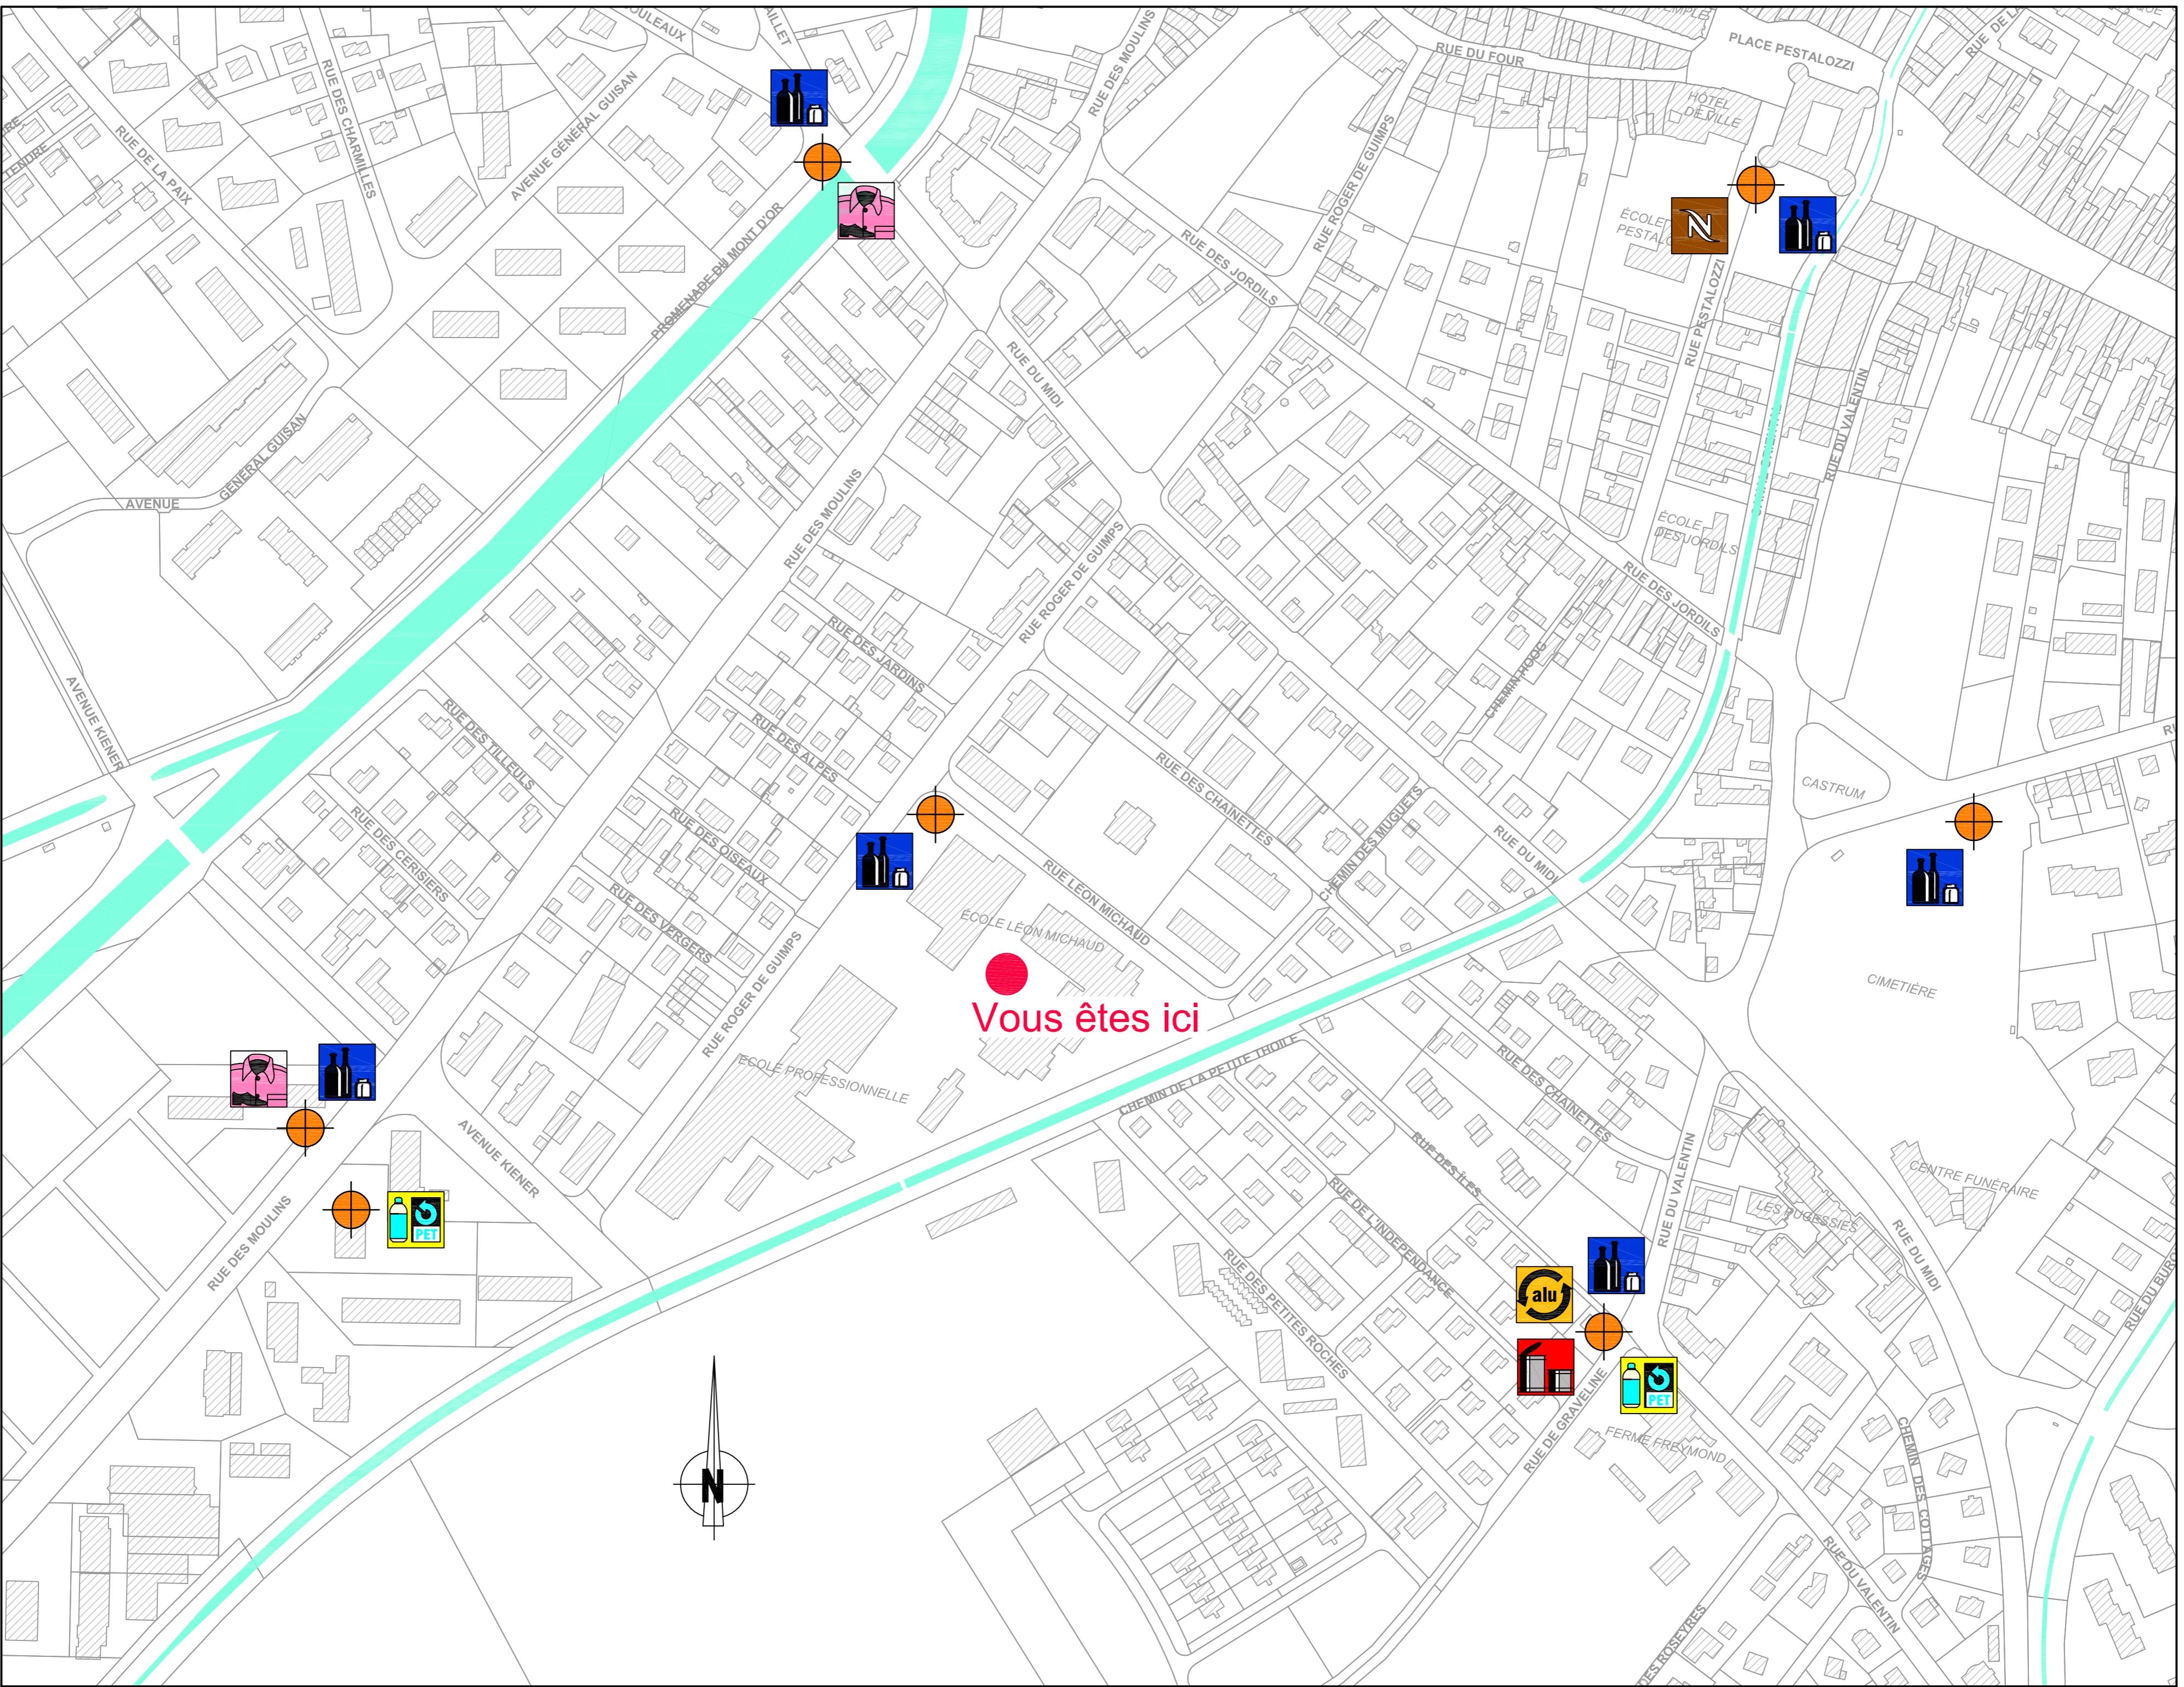 RUE DU FOUR
PLACE PESTALOZZI
RUE DES MOULINS
RUE DES CHARMILLES
RUE DE LA PAIX
AVENUE GÉNÉRAL GUISAN
TENDRE
HÔTEL
DE VILLE
RUE ROGER DE GUIMPS
N
PROMENADE DU MONT D'OR
RUE DES JORDILS
RUE PESTALOZZI
RUE DU MIDI
RUE DU VALENTIN
GÉNÉRAL GUISAN
AVENUE
RUE DES MOULINS
ÉCOLE
DES JORDILS
RUE ROGER DE GUIMPS
RUE DES JORDILS
RUE DES JARDINS
CHEMIN HOOG
AVENUE KIENER
RUE DES TILLEULS
RUE DES ALPES
RUE DES CHAINETTES
CASTRUM
RUE DES CERISIERS
RUE DES OISEAUX
CHEMIN DES MUGUETS
RUE DU MIDI
RUE LÉON MICHAUD
RUE DES VERGERS
ÉCOLE LÉON MICHAUD
CIMETIÈRE
RUE ROGER DE GUIMPS
Vous êtes ici
ÉCOLE PROFESSIONNELLE
CHEMIN DE LA PETITE THOILE
RUE DES CHAINETTES
AVENUE KIENER
RUE DES ÎLES
RUE DU VALENTIN
CENTRE FUNÉRAIRE
LES PUGESSIES
RUE DE L'INDEPENDANCE
RUE DES MOULINS
PET
RUE DU MIDI
RUE DES PETITES ROCHES
alu
PET
RUE DE GRAVELINE
FERME FREYMOND
N
CHEMIN DES COTTAGES
RUE DU VALENTIN
DES ROSEYRES